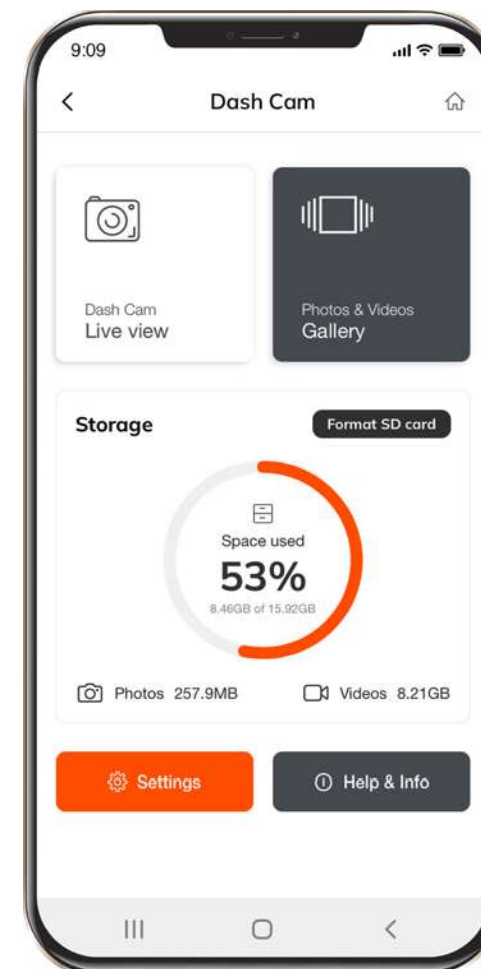 9:09
Dash Cam
Dash Cam
Live view
Photos & Videos
Gallery
Storage
Format SD card
Space used
53%
8.46GB of 15.92GB
Photos 257.9MB
Videos 8.21GB
Settings
Help & Info